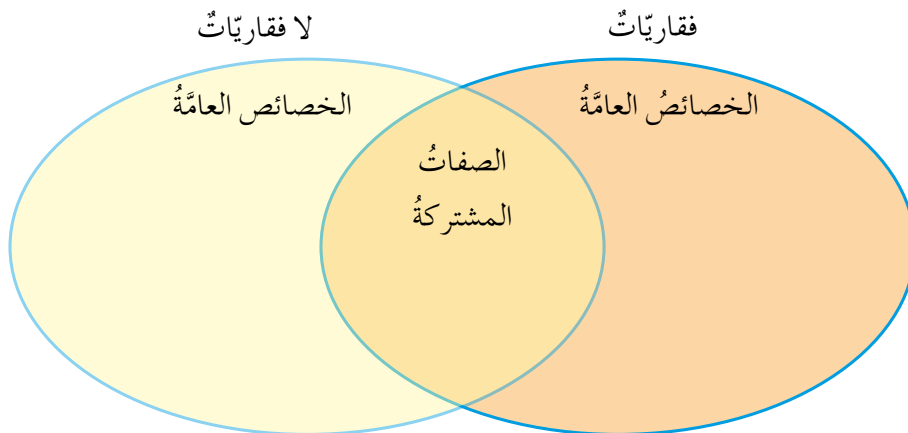 فقاريّاتٌ
لا فقاريّاتٌ
الخصائصُ العامَّةُ
الخصائص العامَّةُ
الصفاتُ
المشتركةُ